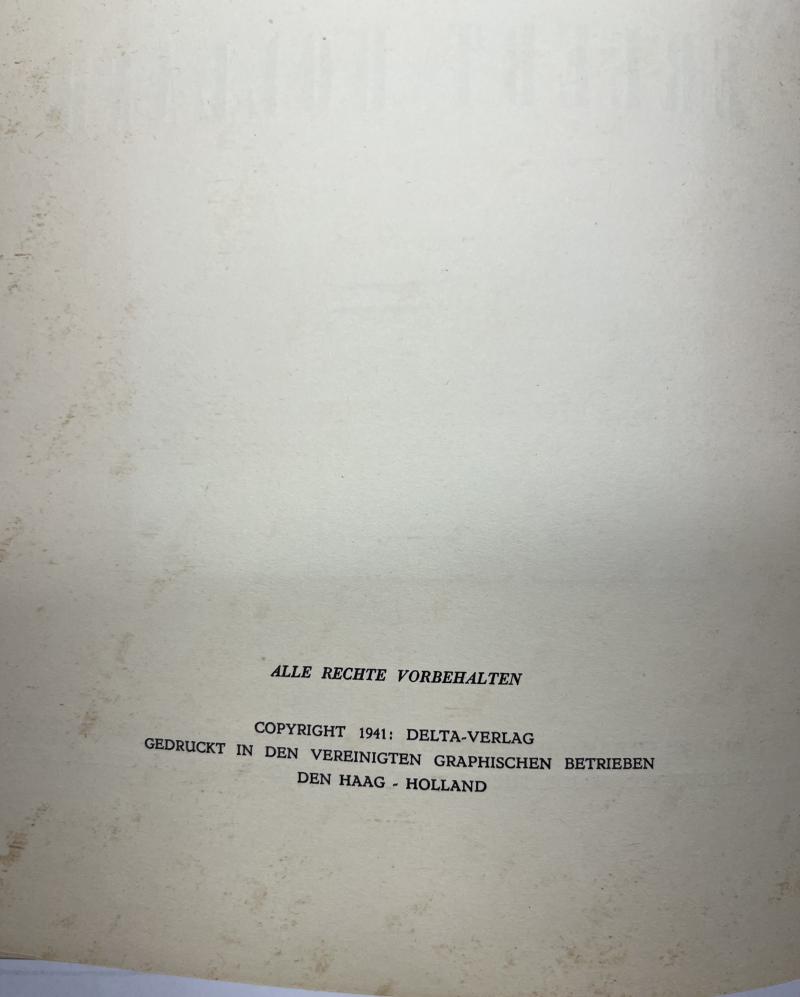 ALLE RECHTE VORBEHALTEN
COPYRIGHT 1941: DELTA-VERLAG
GEDRUCKT IN DEN VEREINIGTEN GRAPHISCHEN BETRIEBEN
DEN HAAG - HOLLAND